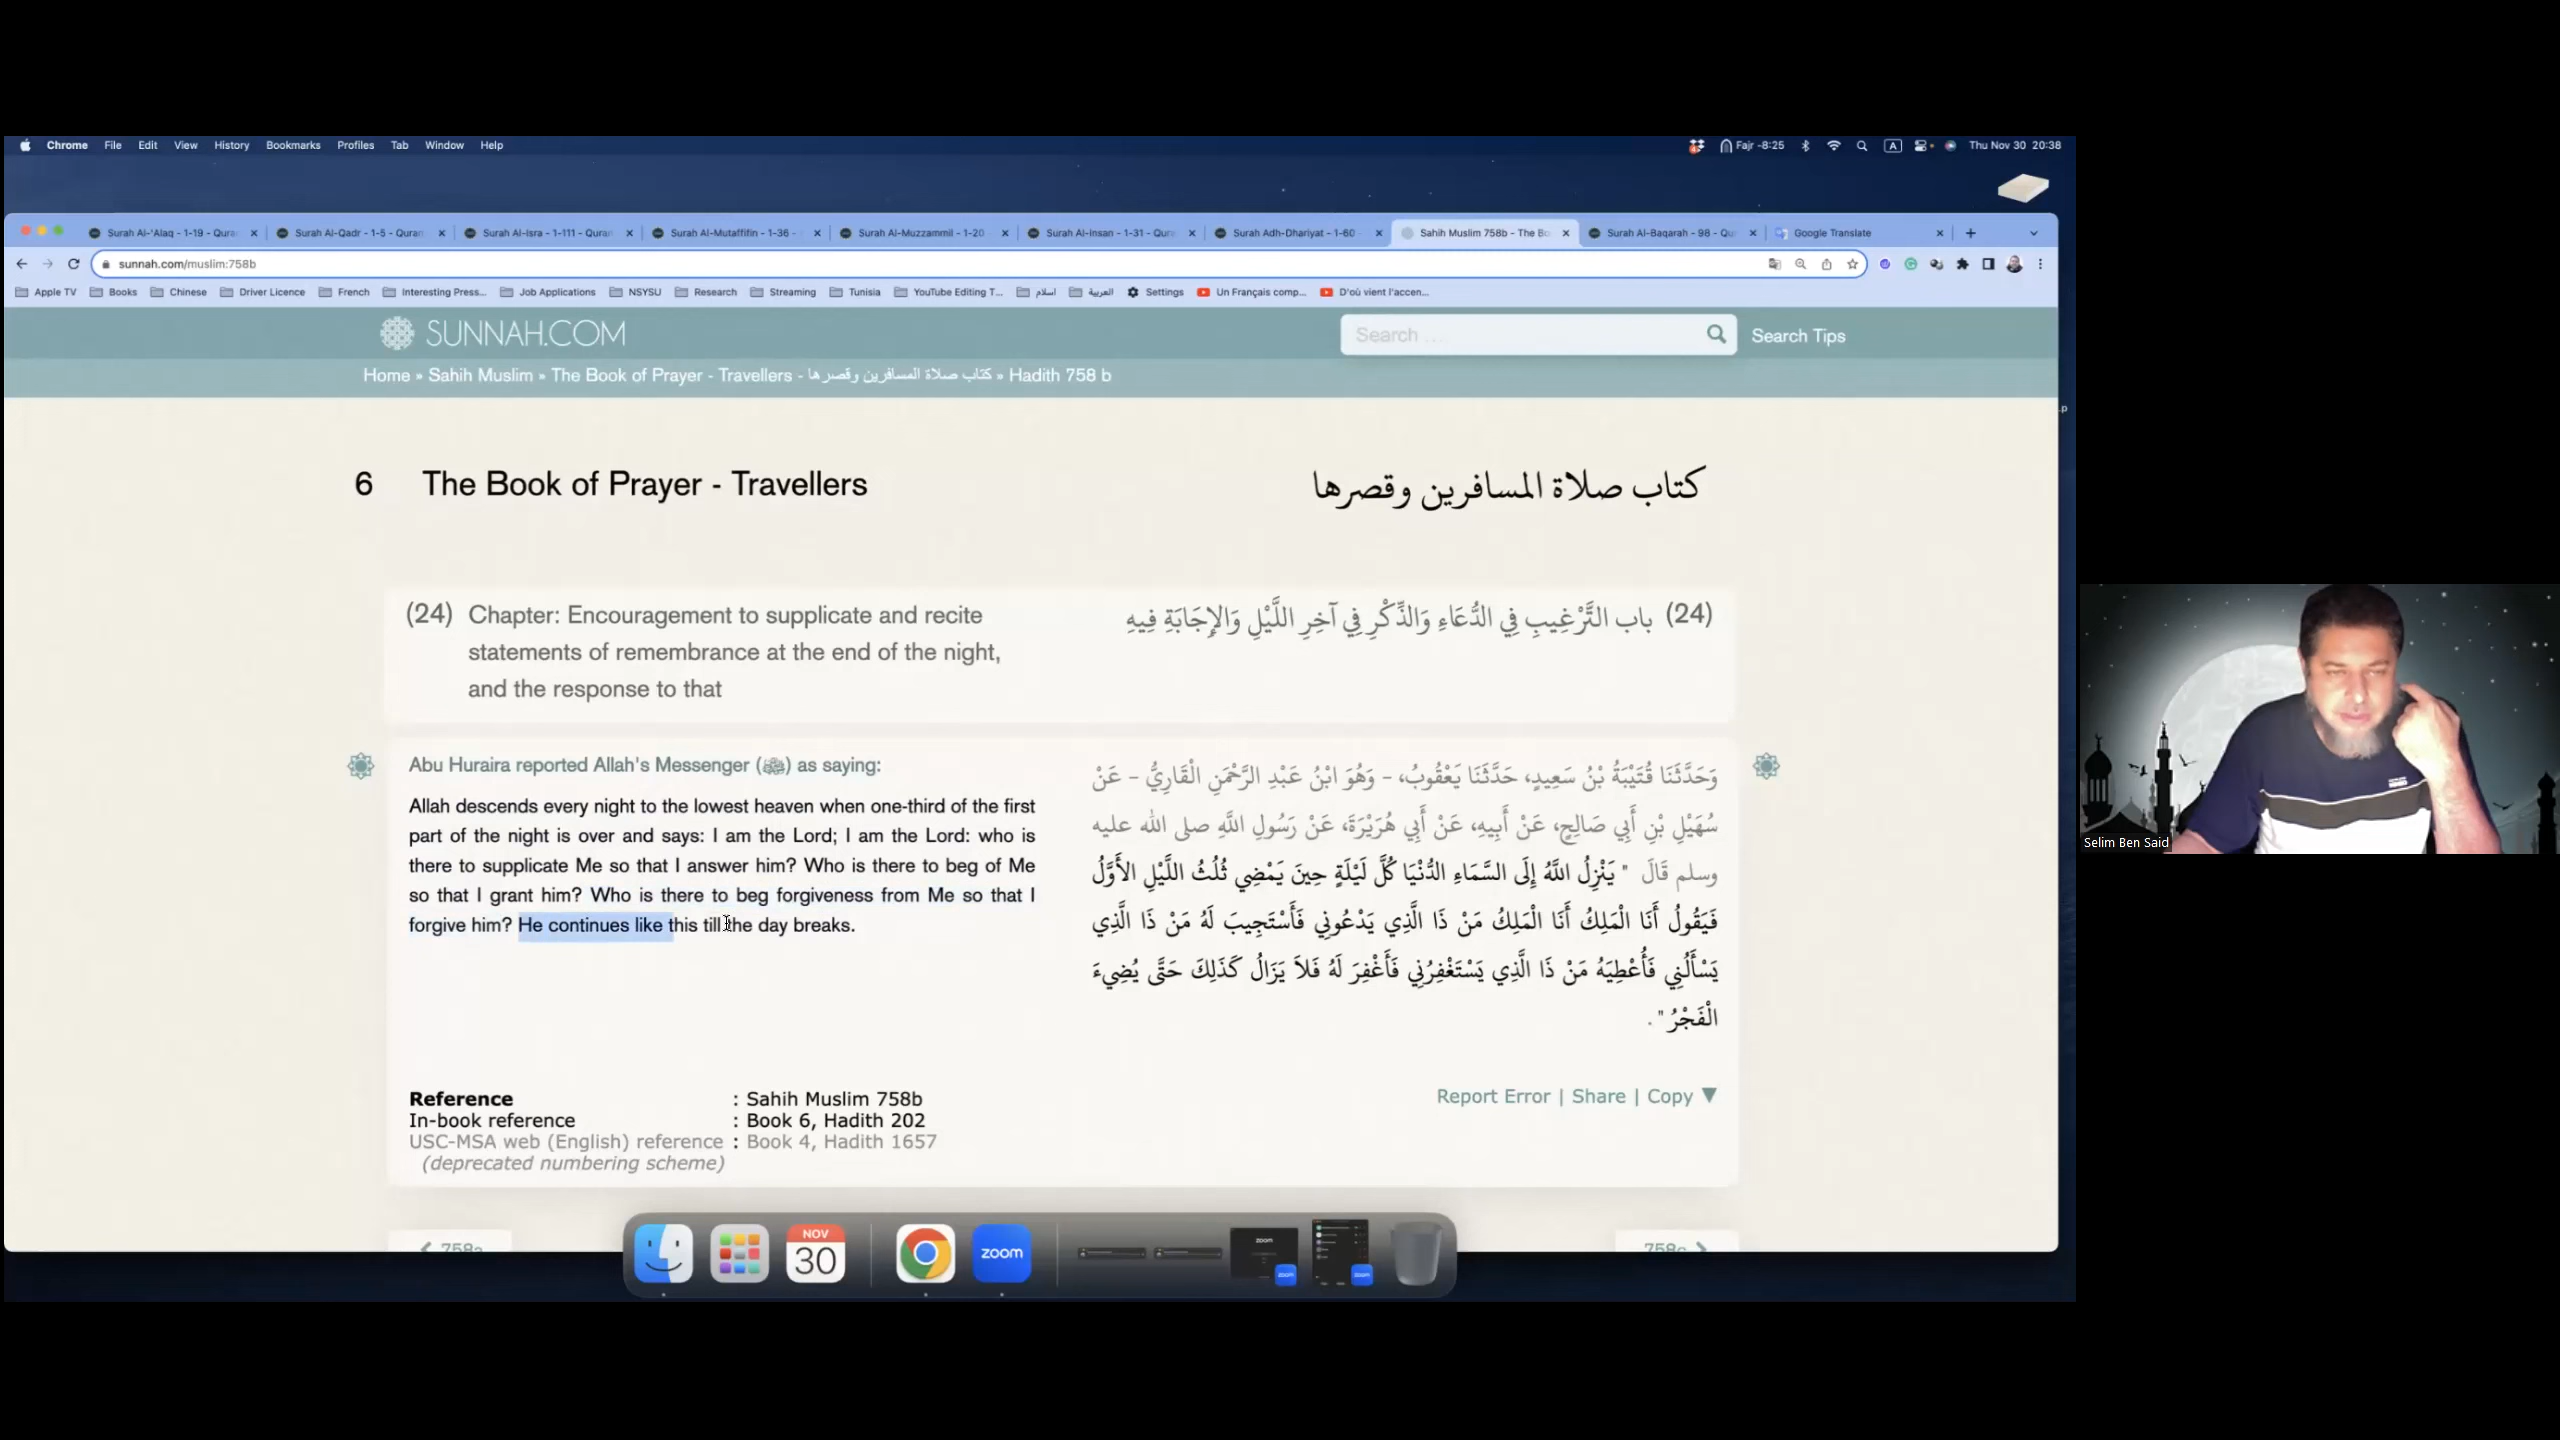 Chrome File Edit View History Bookmarks Profiles Tab Window Help
Fajr -8:25 A Thu Nov 30 20:38
Surah Al-'Alaq - 1-19 - Qura Surah Al-Qadr - 1-5 - Quran Surah Al-Isra - 1-111 - Quran Surah Al-Mutaffifin - 1-36 - Surah Al-Muzzammil - 1-20 Surah Al-Insan - 1-31 - Qur Surah Adh-Dhariyat - 1-60 Sahih Muslim 758b - The Bo Surah Al-Baqarah - 98 - Qu Google Translate
sunnah.com/muslim:758b
Apple TV Books Chinese Driver Licence French Interesting Press... Job Applications NSYSU Research Streaming Tunisia YouTube Editing T... اسلام العربية Settings Un Français comp... D'où vient l'accen...
SUNNAH.COM Search ... Search Tips
Home » Sahih Muslim » The Book of Prayer - Travellers - كتاب صلاة المسافرين وقصرها » Hadith 758 b
6 The Book of Prayer - Travellers كتاب صلاة المسافرين وقصرها
(24) Chapter: Encouragement to supplicate and recite
statements of remembrance at the end of the night,
and the response to that
(24) باب التَّرْغِيبِ فِي الدُّعَاءِ وَالذِّكْرِ فِي آخِرِ اللَّيْلِ وَالإِجَابَةِ فِيهِ
Abu Huraira reported Allah's Messenger (ﷺ) as saying:
Allah descends every night to the lowest heaven when one-third of the first
part of the night is over and says: I am the Lord; I am the Lord: who is
there to supplicate Me so that I answer him? Who is there to beg of Me
so that I grant him? Who is there to beg forgiveness from Me so that I
forgive him? He continues like this till the day breaks.
وَحَدَّثَنَا قُتَيْبَةُ بْنُ سَعِيدٍ، حَدَّثَنَا يَعْقُوبُ، - وَهُوَ ابْنُ عَبْدِ الرَّحْمَنِ الْقَارِيُّ - عَنْ
سُهَيْلِ بْنِ أَبِي صَالِحٍ، عَنْ أَبِيهِ، عَنْ أَبِي هُرَيْرَةَ، عَنْ رَسُولِ اللَّهِ صلى الله عليه
وسلم قَالَ " يَنْزِلُ اللَّهُ إِلَى السَّمَاءِ الدُّنْيَا كُلَّ لَيْلَةٍ حِينَ يَمْضِي ثُلُثُ اللَّيْلِ الأَوَّلُ
فَيَقُولُ أَنَا الْمَلِكُ أَنَا الْمَلِكُ مَنْ ذَا الَّذِي يَدْعُونِي فَأَسْتَجِيبَ لَهُ مَنْ ذَا الَّذِي
يَسْأَلُنِي فَأُعْطِيَهُ مَنْ ذَا الَّذِي يَسْتَغْفِرُنِي فَأَغْفِرَ لَهُ فَلاَ يَزَالُ كَذَلِكَ حَتَّى يُضِيءَ
الْفَجْرُ " .
Reference : Sahih Muslim 758b
In-book reference : Book 6, Hadith 202
USC-MSA web (English) reference : Book 4, Hadith 1657
(deprecated numbering scheme)
Report Error | Share | Copy ▼
NOV
30
zoom
Selim Ben Said